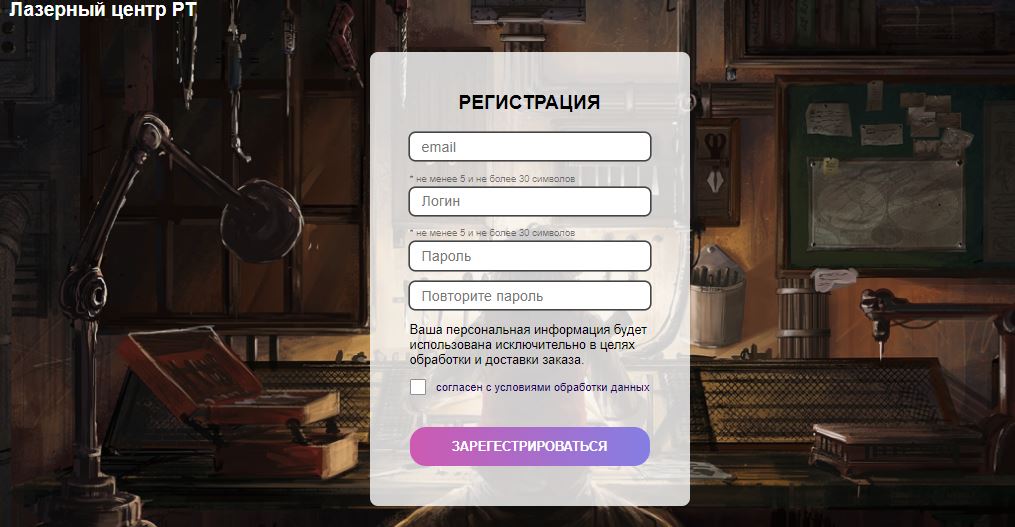 Лазерный центр РТ
РЕГИСТРАЦИЯ
email
* не менее 5 и не более 30 символов
Логин
* не менее 5 и не более 30 символов
Пароль
Повторите пароль
Ваша персональная информация будет
использована исключительно в целях
обработки и доставки заказа.
согласен с условиями обработки данных
ЗАРЕГЕСТРИРОВАТЬСЯ